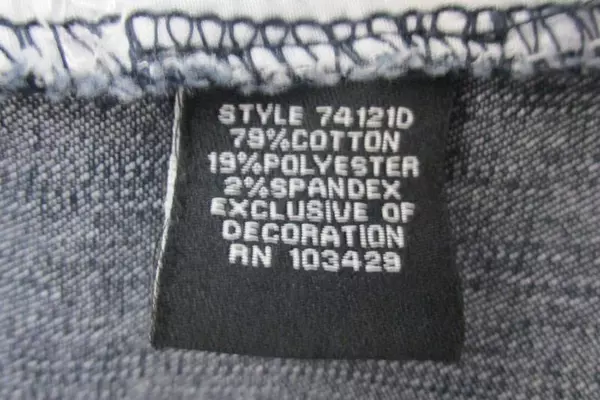 STYLE 74121D
79%COTTON
19%POLYESTER
2%SPANDEX
EXCLUSIVE OF
DECORATION
RN 103429